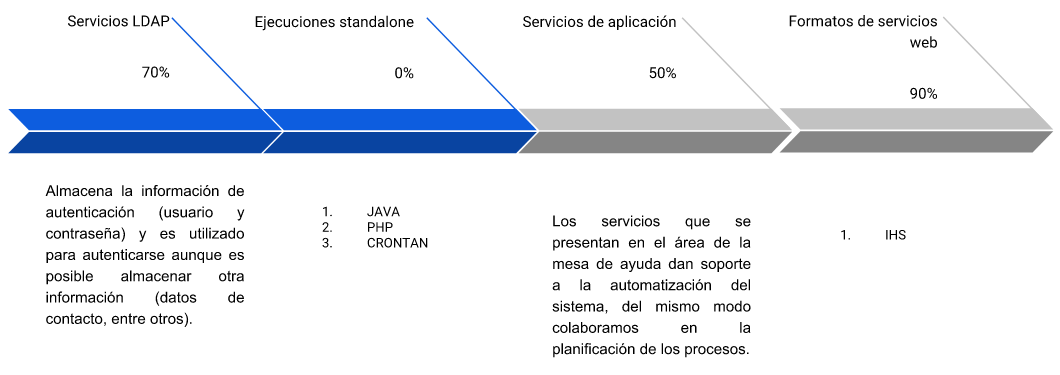 Servicios LDAP
70%
Ejecuciones standalone
0%
Servicios de aplicación
50%
Formatos de servicios
web
90%
Almacena la información de
autenticación (usuario y
contraseña) y es utilizado
para autenticarse aunque es
posible almacenar otra
información (datos de
contacto, entre otros).
1. JAVA
2. PHP
3. CRONTAN
Los servicios que se
presentan en el área de la
mesa de ayuda dan soporte
a la automatización del
sistema, del mismo modo
colaboramos en la
planificación de los procesos.
1. IHS